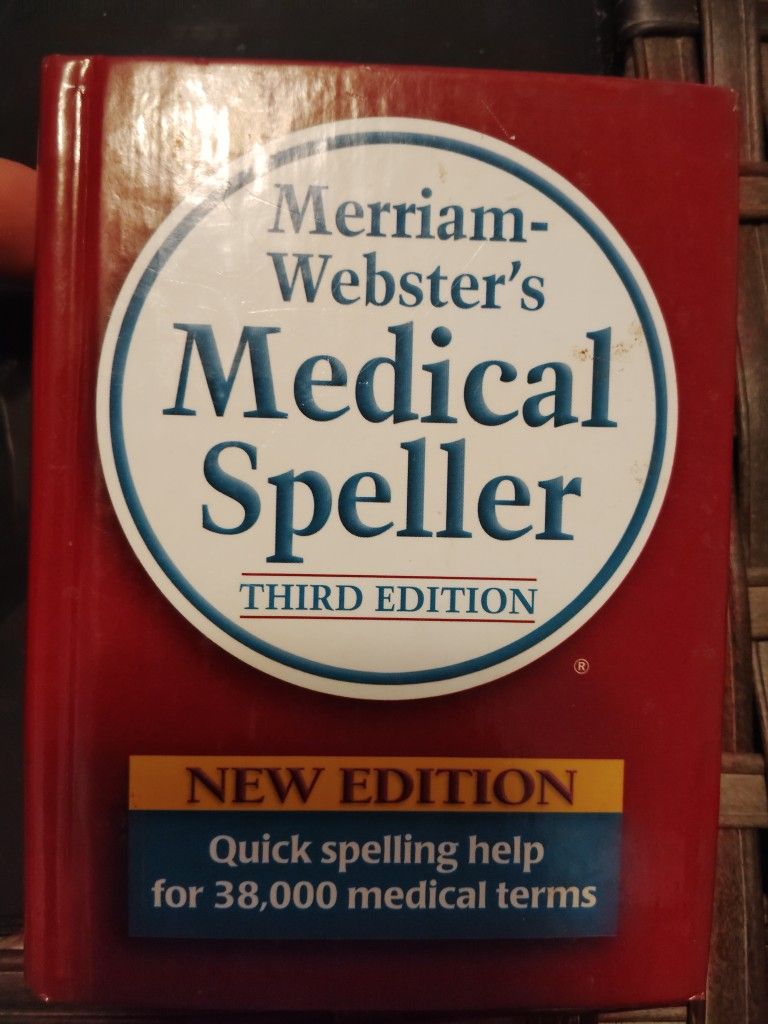 Merriam-
Webster's
Medical
Speller
THIRD EDITION
®
NEW EDITION
Quick spelling help
for 38,000 medical terms